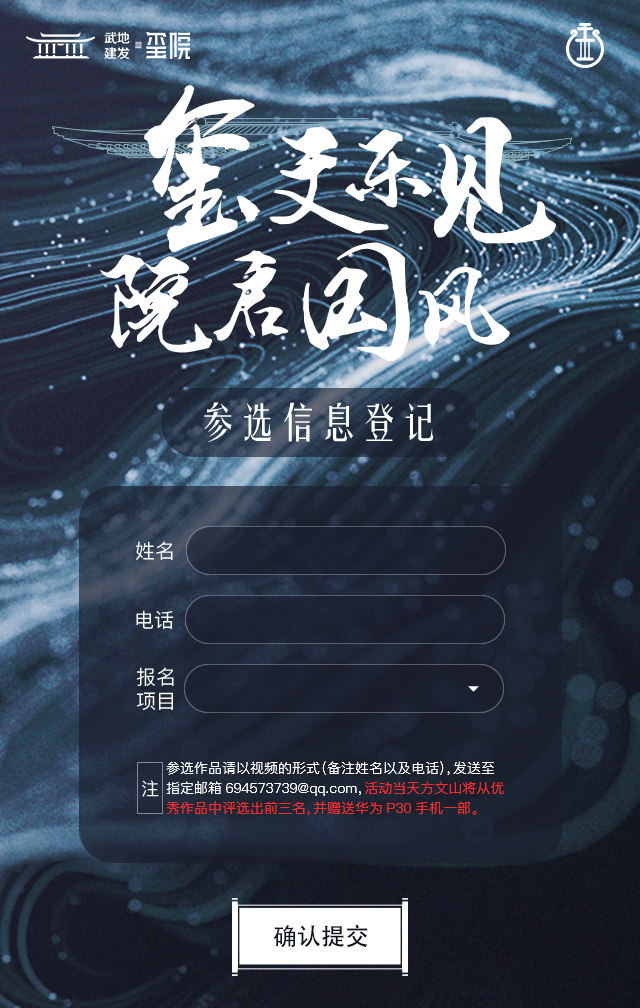 武地
建发
玺院
玺天乐见
院启国风
参选信息登记
姓名
电话
报名
项目
注
参选作品请以视频的形式(备注姓名以及电话),发送至
指定邮箱 694573739@qq.com,活动当天方文山将从优
秀作品中评选出前三名,并赠送华为 P30 手机一部。
确认提交